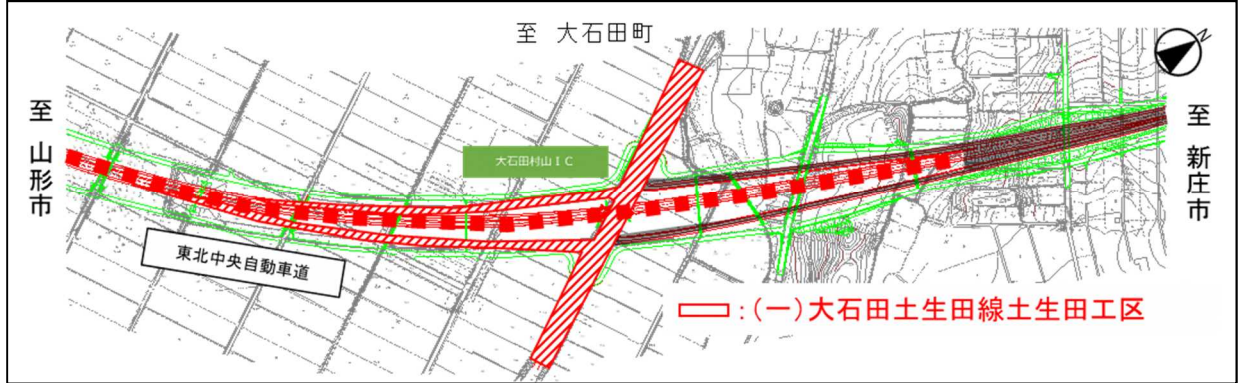 至 大石田町
N
至 山形市
大石田村山IC
至 新庄市
東北中央自動車道
:(一)大石田土生田線土生田工区